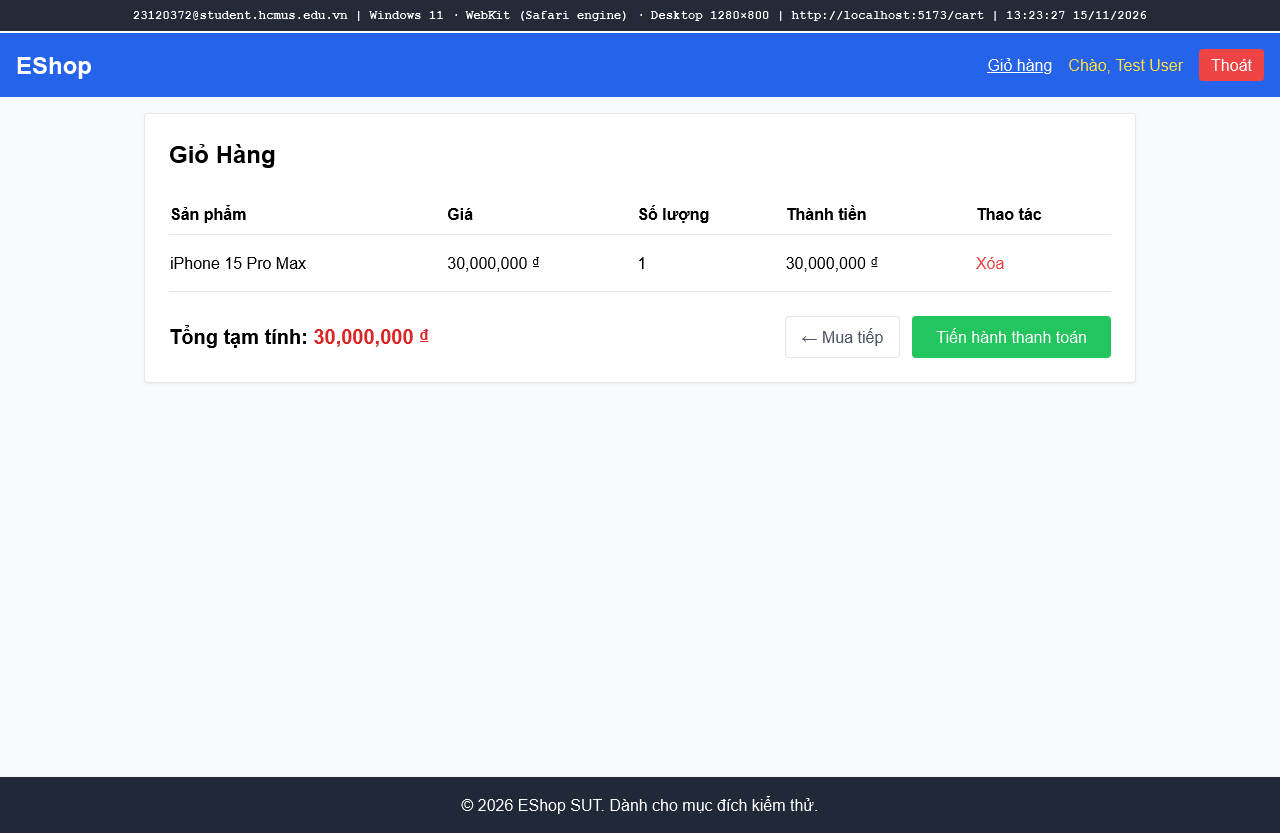 23120372@student.hcmus.edu.vn | Windows 11 · WebKit (Safari engine) · Desktop 1280×800 | http://localhost:5173/cart | 13:23:27 15/11/2026
EShop Giỏ hàng Chào, Test User Thoát
Giỏ Hàng
Sản phẩm Giá Số lượng Thành tiền Thao tác
iPhone 15 Pro Max 30,000,000 ₫ 1 30,000,000 ₫ Xóa
Tổng tạm tính: 30,000,000 ₫ ← Mua tiếp Tiến hành thanh toán
© 2026 EShop SUT. Dành cho mục đích kiểm thử.